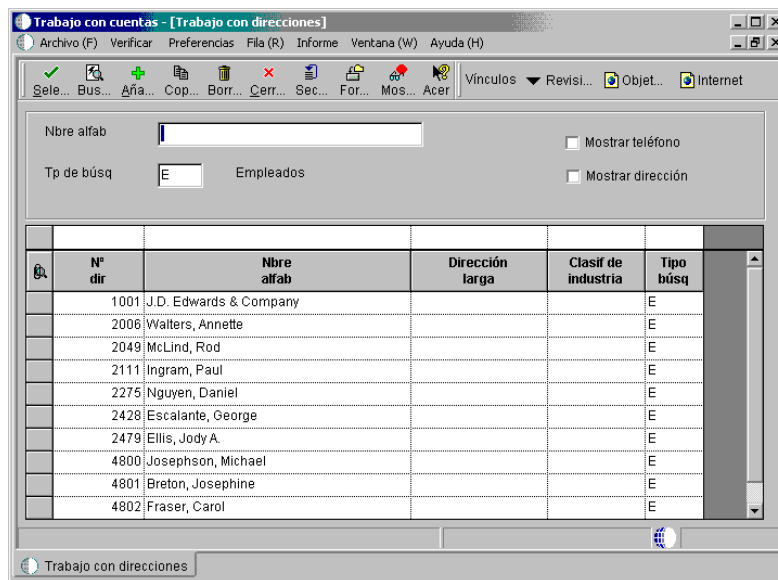 Trabajo con cuentas - [Trabajo con direcciones]
Archivo (F) Verificar Preferencias Fila (R) Informe Ventana (W) Ayuda (H)
Sele... Bus... Aña... Cop... Borr... Cerr... Sec... For... Mos... Acer Vínculos Revisi... Objet... Internet
Nbre alfab
Mostrar teléfono
Tp de búsq E Empleados
Mostrar dirección
Nº dir Nbre alfab Dirección larga Clasif de industria Tipo búsq
1001 J.D. Edwards & Company E
2006 Walters, Annette E
2049 McLind, Rod E
2111 Ingram, Paul E
2275 Nguyen, Daniel E
2428 Escalante, George E
2479 Ellis, Jody A. E
4800 Josephson, Michael E
4801 Breton, Josephine E
4802 Fraser, Carol E
Trabajo con direcciones